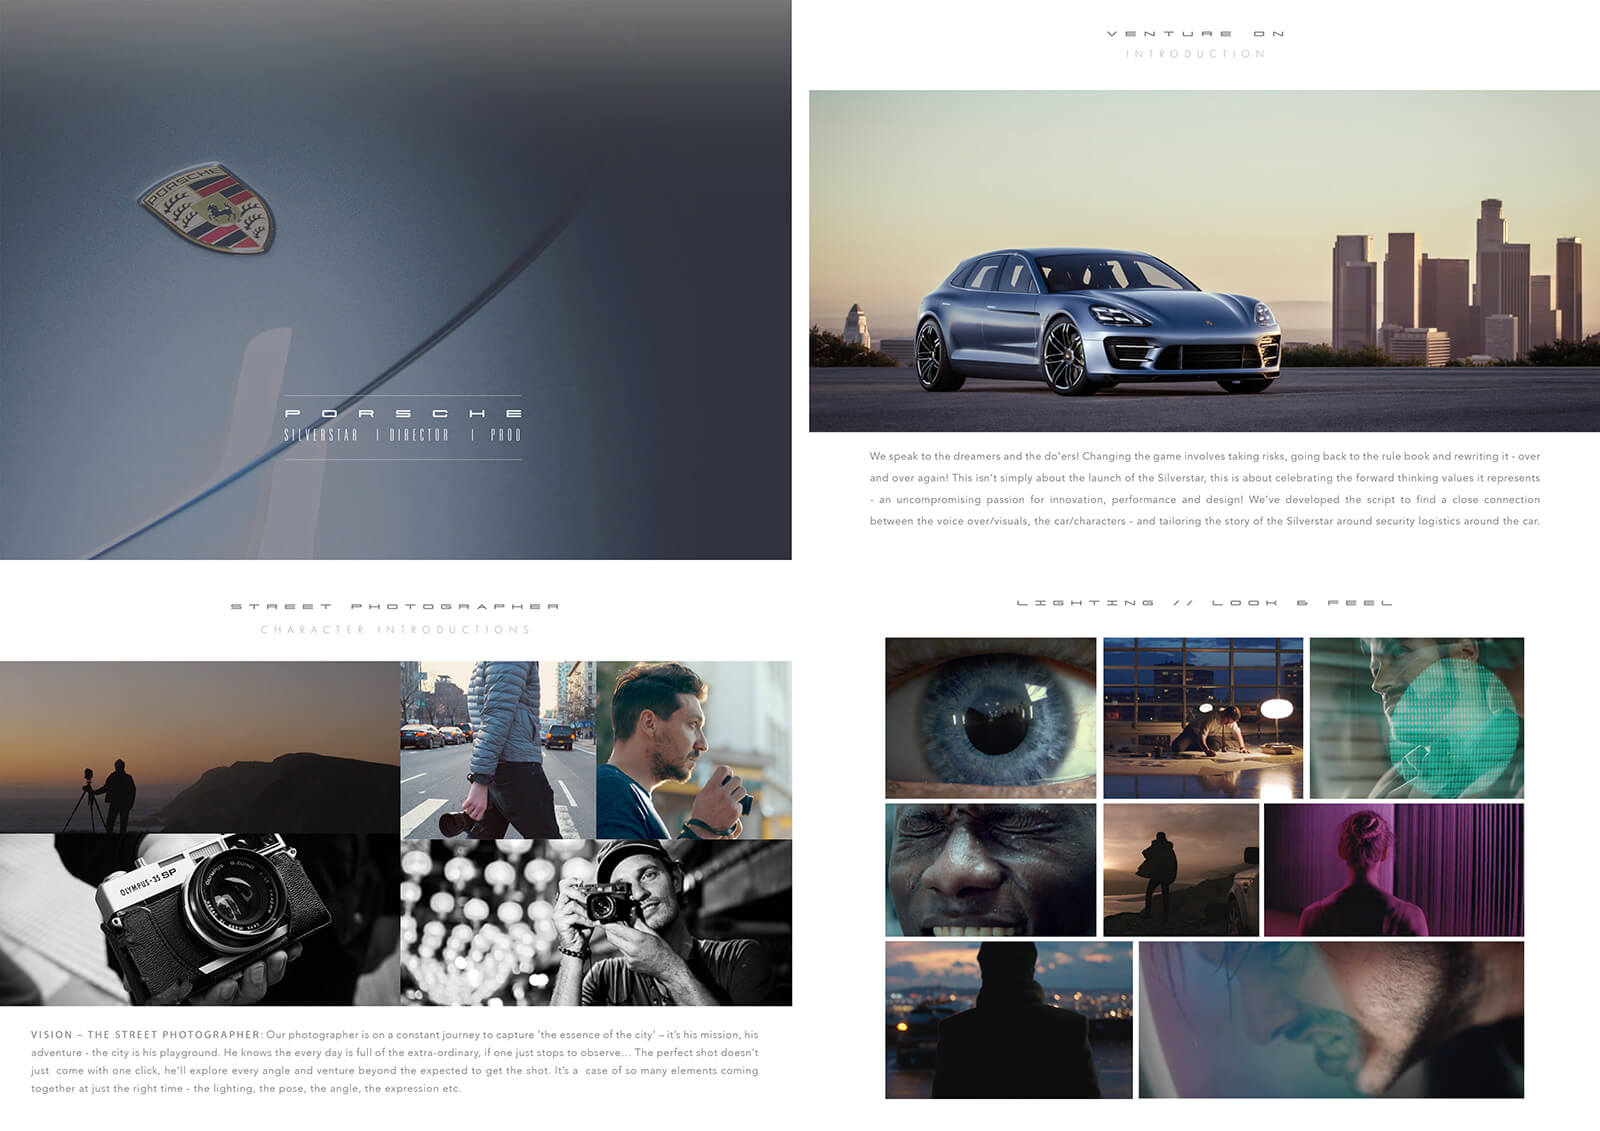 PORSCHE
PORSCHE
SILVERSTAR | DIRECTOR | PROD
VENTURE ON
INTRODUCTION
We speak to the dreamers and the do'ers! Changing the game involves taking risks, going back to the rule book and rewriting it - over
and over again! This isn't simply about the launch of the Silverstar, this is about celebrating the forward thinking values it represents
- an uncompromising passion for innovation, performance and design! We've developed the script to find a close connection
between the voice over/visuals, the car/characters - and tailoring the story of the Silverstar around security logistics around the car.
STREET PHOTOGRAPHER
CHARACTER INTRODUCTIONS
OLYMPUS-35 SP
G.ZUIKO
VISION – THE STREET PHOTOGRAPHER: Our photographer is on a constant journey to capture 'the essence of the city' – it's his mission, his
adventure - the city is his playground. He knows the every day is full of the extra-ordinary, if one just stops to observe... The perfect shot doesn't
just come with one click, he'll explore every angle and venture beyond the expected to get the shot. It's a case of so many elements coming
together at just the right time - the lighting, the pose, the angle, the expression etc.
LIGHTING // LOOK & FEEL